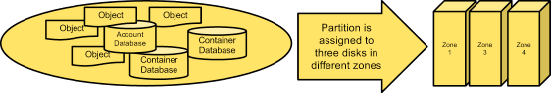 Object
Object
Object
Account
Database
Object
Container
Database
Container
Database
Partition is
assigned to
three disks in
different zones
Zone
1
Zone
3
Zone
4